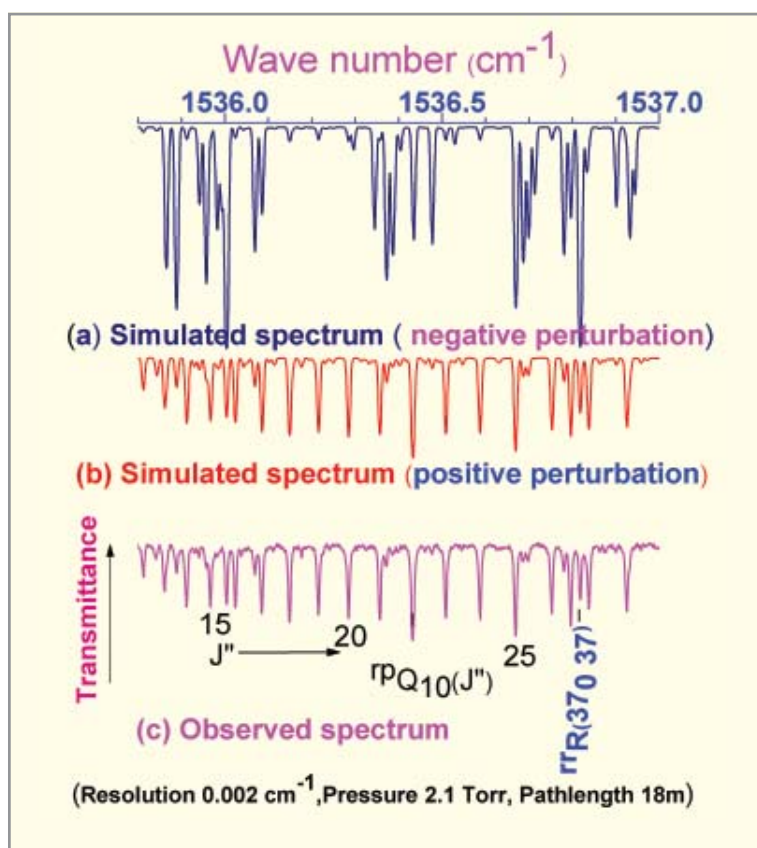 Wave number (cm-1)
1536.0 1536.5 1537.0
(a) Simulated spectrum ( negative perturbation)
(b) Simulated spectrum (positive perturbation)
Transmittance
15
J"
20
rpQ10(J")
25
rrR(370 37)
(c) Observed spectrum
(Resolution 0.002 cm-1,Pressure 2.1 Torr, Pathlength 18m)